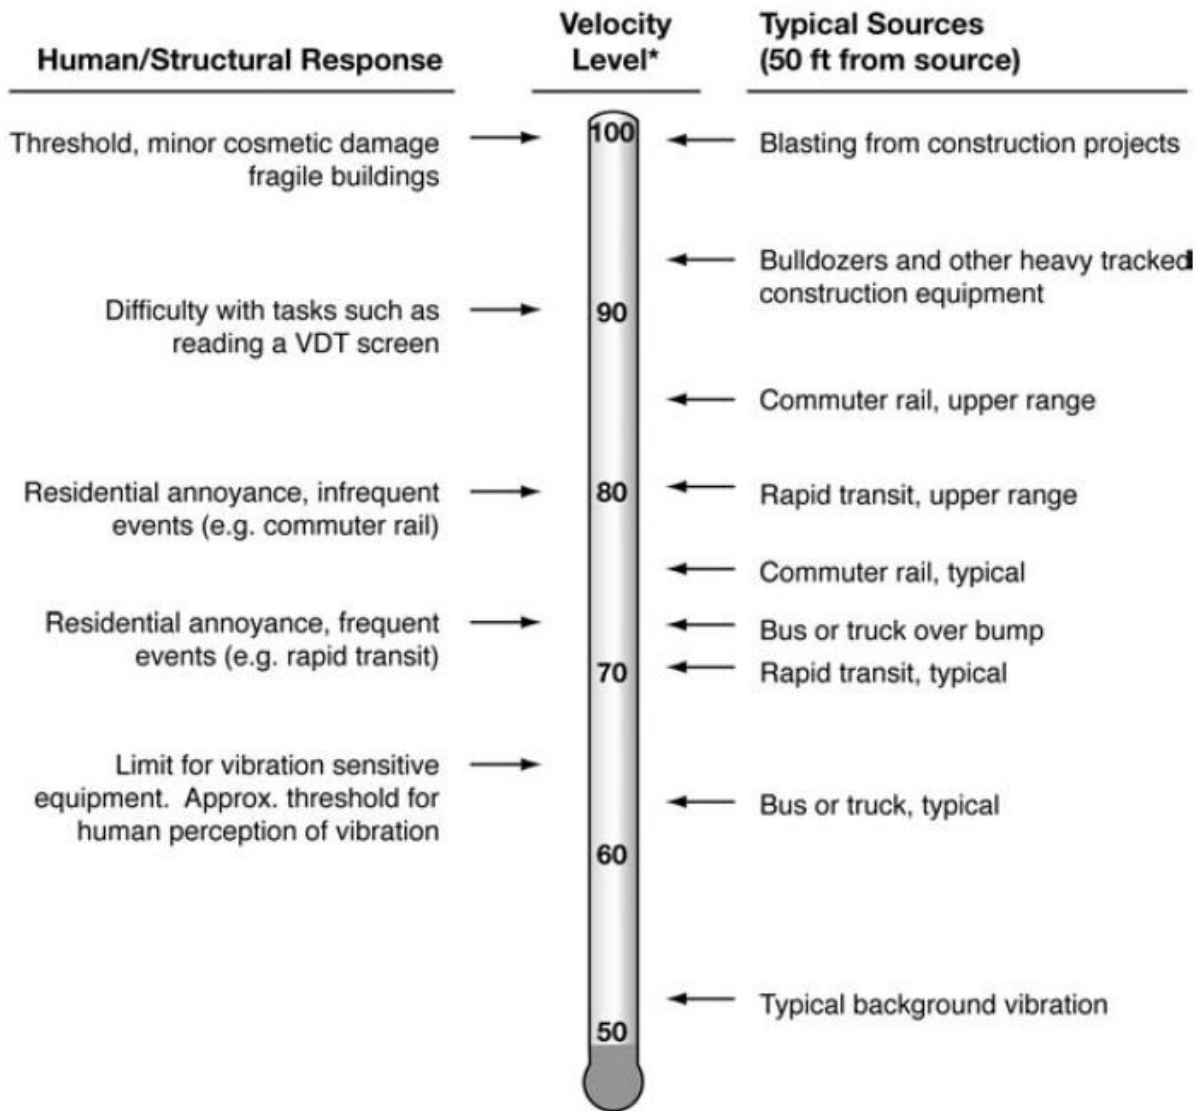 Human/Structural Response
Velocity
Level*
Typical Sources
(50 ft from source)
Threshold, minor cosmetic damage
fragile buildings
100
Blasting from construction projects
Bulldozers and other heavy tracked
construction equipment
Difficulty with tasks such as
reading a VDT screen
90
Commuter rail, upper range
Residential annoyance, infrequent
events (e.g. commuter rail)
80
Rapid transit, upper range
Commuter rail, typical
Residential annoyance, frequent
events (e.g. rapid transit)
Bus or truck over bump
70
Rapid transit, typical
Limit for vibration sensitive
equipment. Approx. threshold for
human perception of vibration
Bus or truck, typical
60
Typical background vibration
50